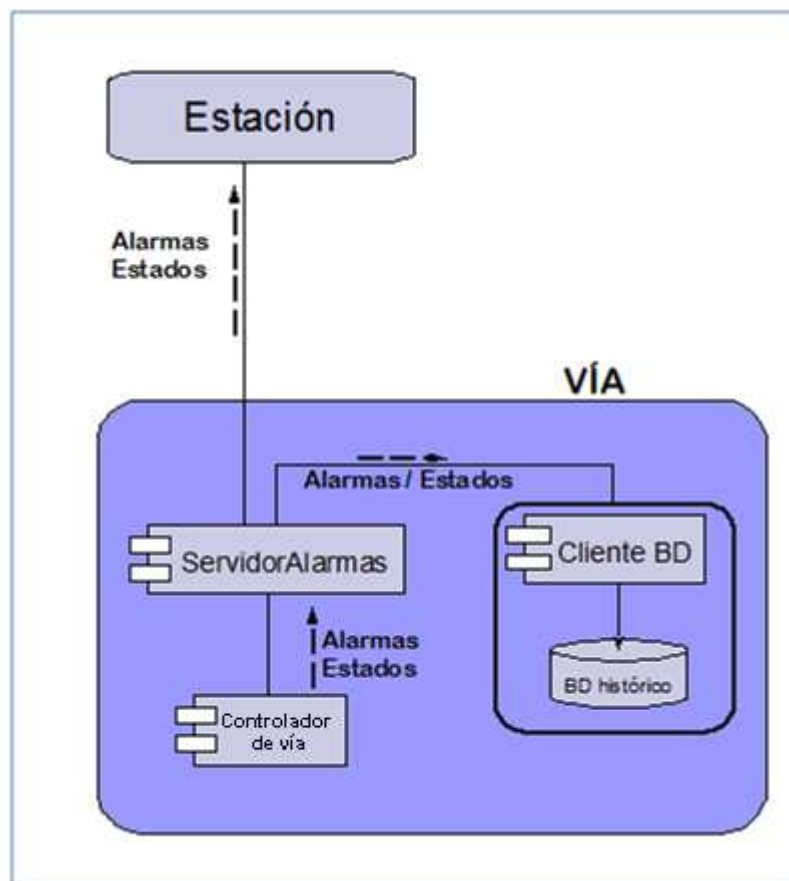 Estación
Alarmas
Estados
VÍA
Alarmas / Estados
ServidorAlarmas
Cliente BD
Alarmas
Estados
BD histórico
Controlador
de vía